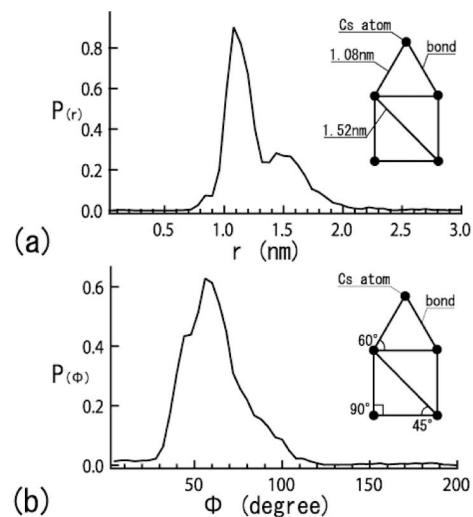 Cs atom
1.08nm
bond
1.52nm
P(r)
0.8
0.6
0.4
0.2
0.0
0.5 1.0 1.5 2.0 2.5 3.0
r (nm)
(a)
Cs atom
bond
60°
90°
45°
P(Φ)
0.6
0.4
0.2
0.0
50 100 150 200
Φ (degree)
(b)